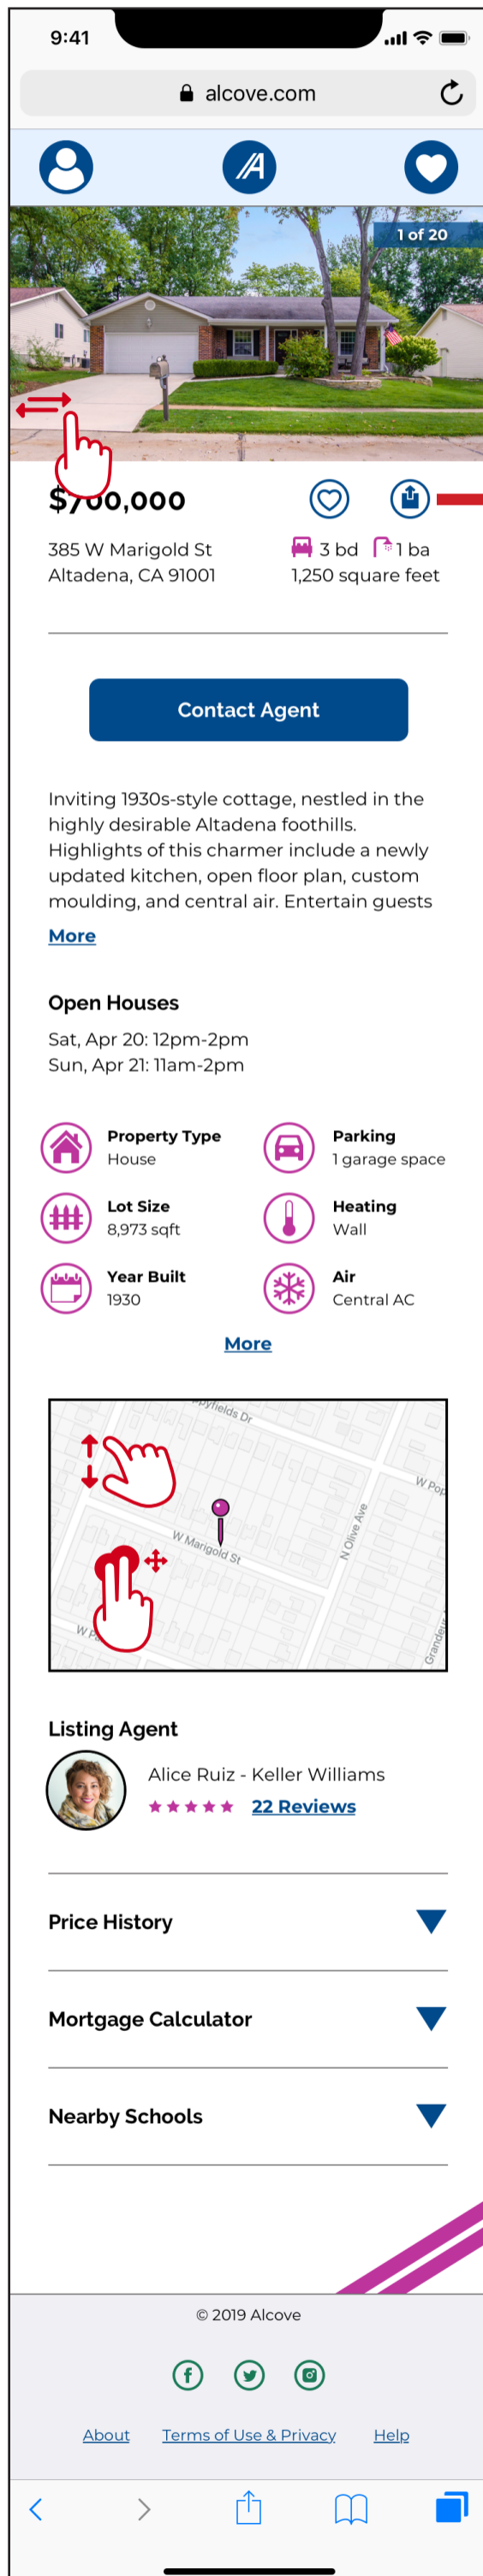 9:41
alcove.com
1 of 20
$700,000
385 W Marigold St
Altadena, CA 91001
3 bd 1 ba
1,250 square feet
Contact Agent
Inviting 1930s-style cottage, nestled in the
highly desirable Altadena foothills.
Highlights of this charmer include a newly
updated kitchen, open floor plan, custom
moulding, and central air. Entertain guests
More
Open Houses
Sat, Apr 20: 12pm-2pm
Sun, Apr 21: 11am-2pm
Property Type
House
Parking
1 garage space
Lot Size
8,973 sqft
Heating
Wall
Year Built
1930
Air
Central AC
More
W Marigold St
N Olive Ave
Listing Agent
Alice Ruiz - Keller Williams
22 Reviews
Price History
Mortgage Calculator
Nearby Schools
© 2019 Alcove
About Terms of Use & Privacy Help